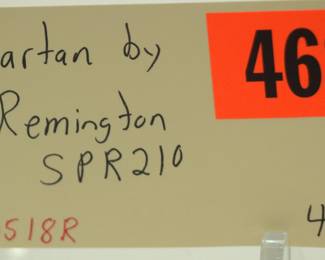 artan by
46
Remington
SPR210
518R
4